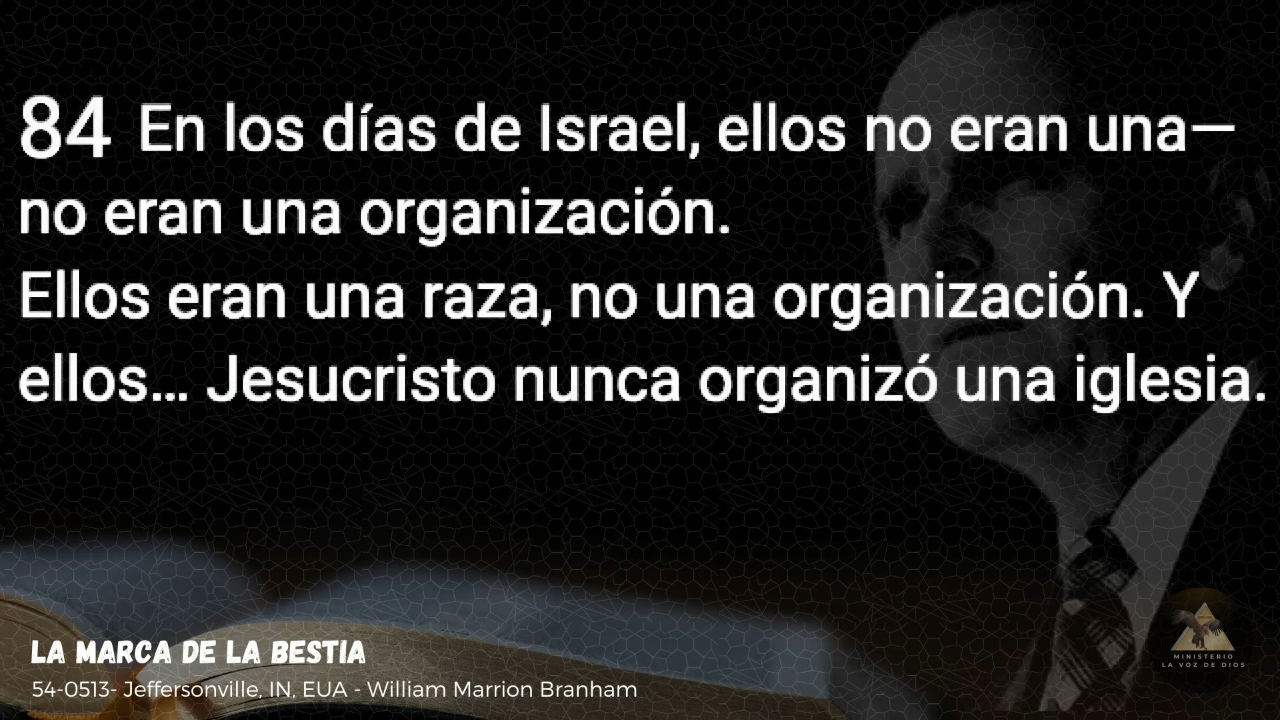 84 En los días de Israel, ellos no eran una—
no eran una organización.
Ellos eran una raza, no una organización. Y
ellos... Jesucristo nunca organizó una iglesia.
LA MARCA DE LA BESTIA
54-0513- Jeffersonville, IN, EUA - William Marrion Branham
MINISTERIO
LA VOZ DE DIOS